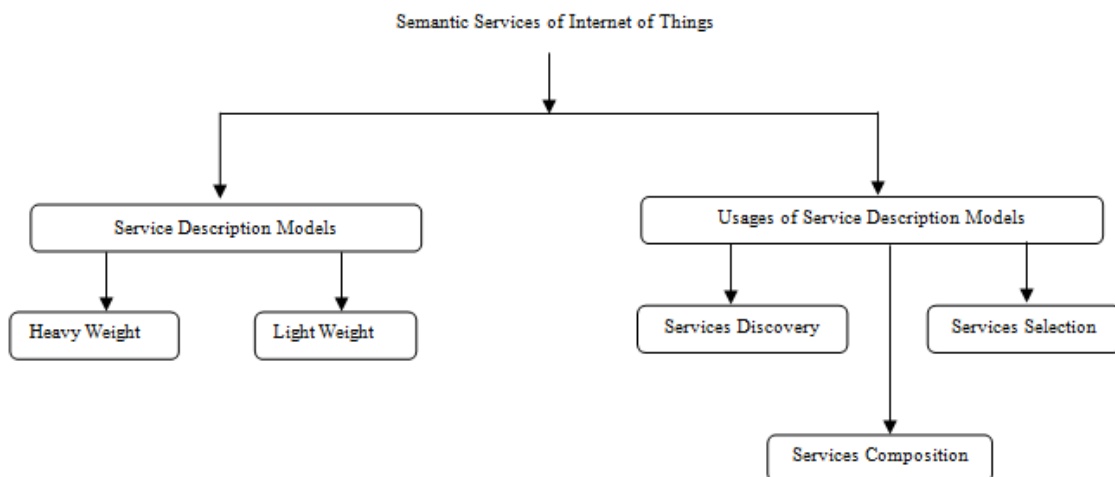 Semantic Services of Internet of Things
Service Description Models
Usages of Service Description Models
Heavy Weight
Light Weight
Services Discovery
Services Selection
Services Composition